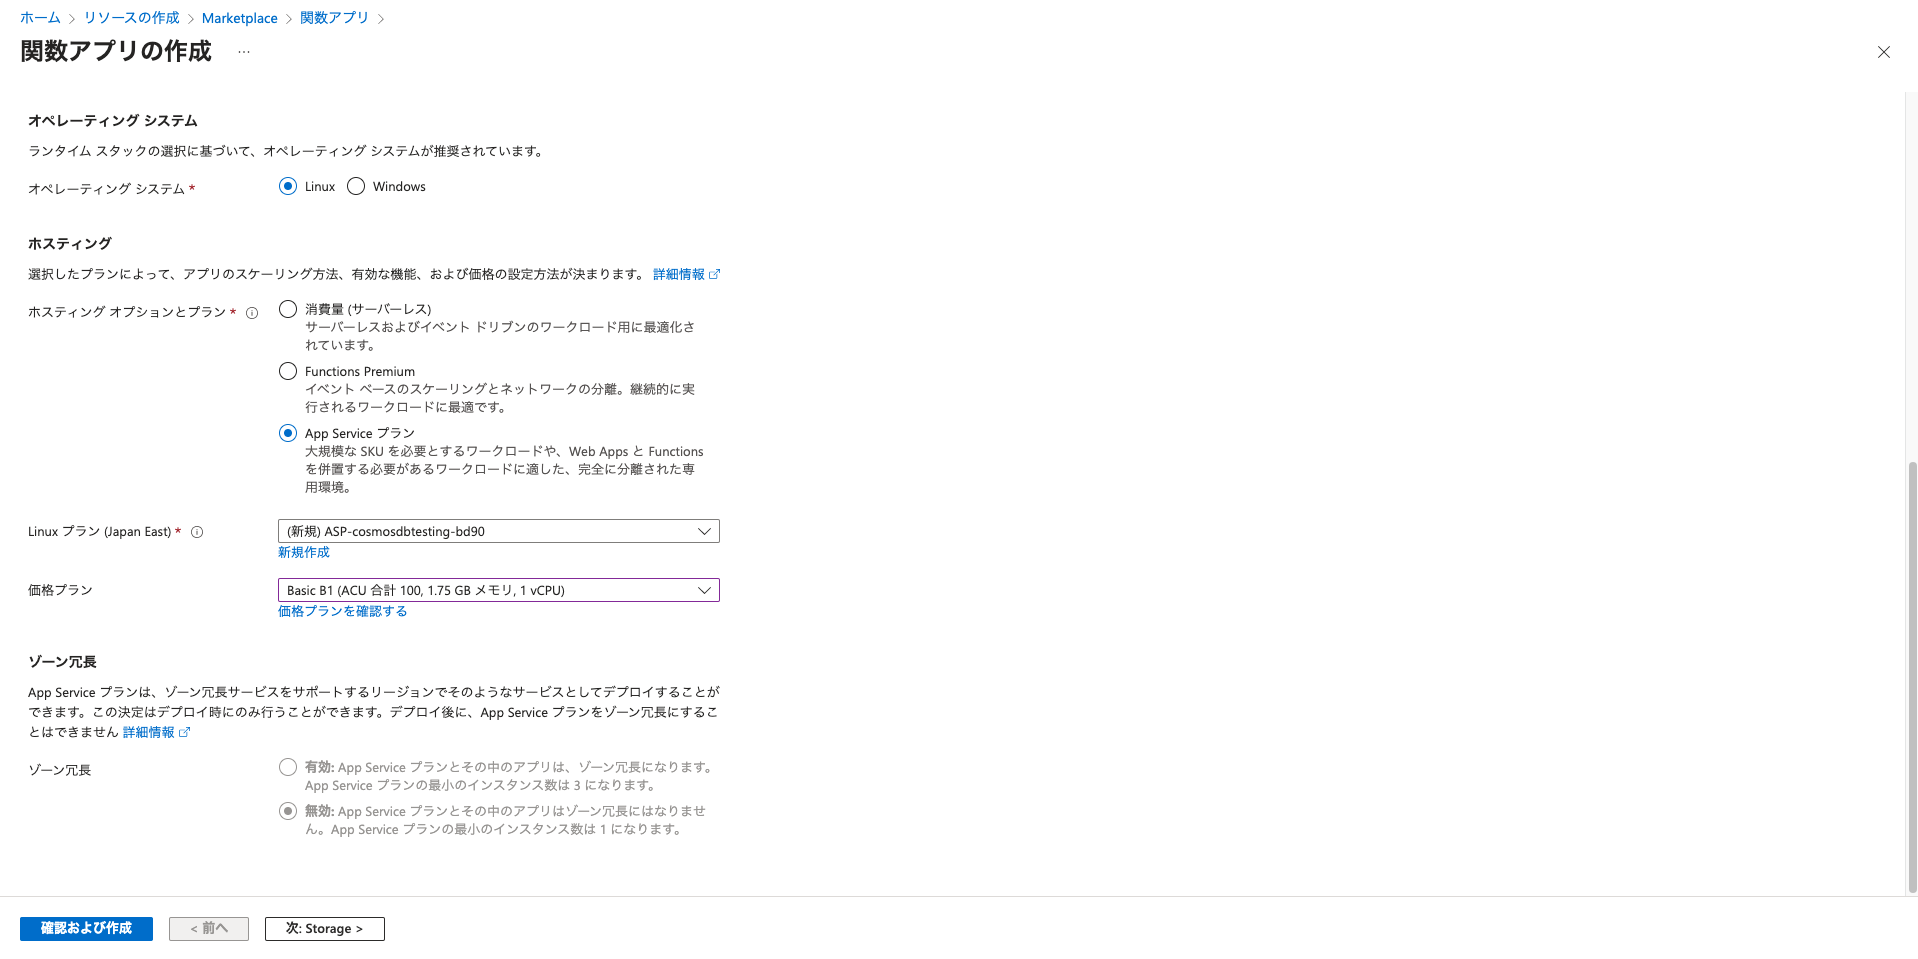 ホーム > リソースの作成 > Marketplace > 関数アプリ >
関数アプリの作成 …
オペレーティング システム
ランタイム スタックの選択に基づいて、オペレーティング システムが推奨されています。
オペレーティング システム *
Linux
Windows
ホスティング
選択したプランによって、アプリのスケーリング方法、有効な機能、および価格の設定方法が決まります。 詳細情報
ホスティング オプションとプラン *
消費量 (サーバーレス)
サーバーレスおよびイベント ドリブンのワークロード用に最適化さ
れています。
Functions Premium
イベント ベースのスケーリングとネットワークの分離。継続的に実
行されるワークロードに最適です。
App Service プラン
大規模な SKU を必要とするワークロードや、Web Apps と Functions
を併置する必要があるワークロードに適した、完全に分離された専
用環境。
Linux プラン (Japan East) *
(新規) ASP-cosmosdbtesting-bd90
新規作成
価格プラン
Basic B1 (ACU 合計 100, 1.75 GB メモリ, 1 vCPU)
価格プランを確認する
ゾーン冗長
App Service プランは、ゾーン冗長サービスをサポートするリージョンでそのようなサービスとしてデプロイすることが
できます。この決定はデプロイ時にのみ行うことができます。デプロイ後に、App Service プランをゾーン冗長にするこ
とはできません 詳細情報
ゾーン冗長
有効: App Service プランとその中のアプリは、ゾーン冗長になります。
App Service プランの最小のインスタンス数は 3 になります。
無効: App Service プランとその中のアプリはゾーン冗長にはなりませ
ん。App Service プランの最小のインスタンス数は 1 になります。
確認および作成
< 前へ
次: Storage >